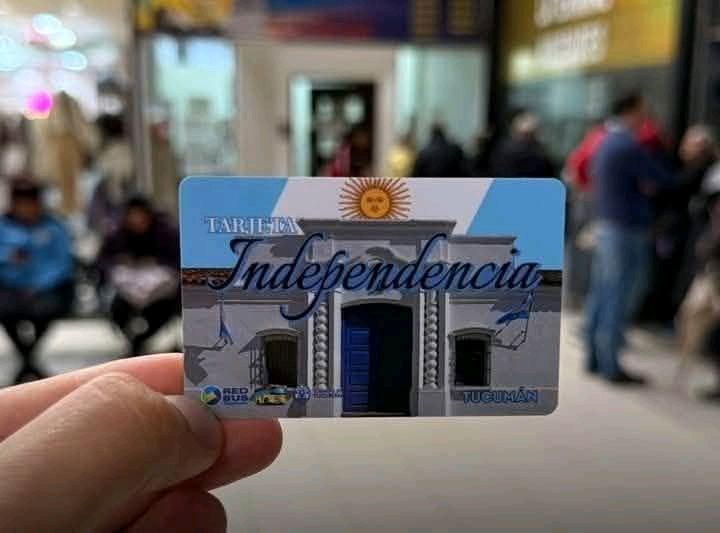 TARJETA
Independencia
RED
BUS
TUCUMÁN